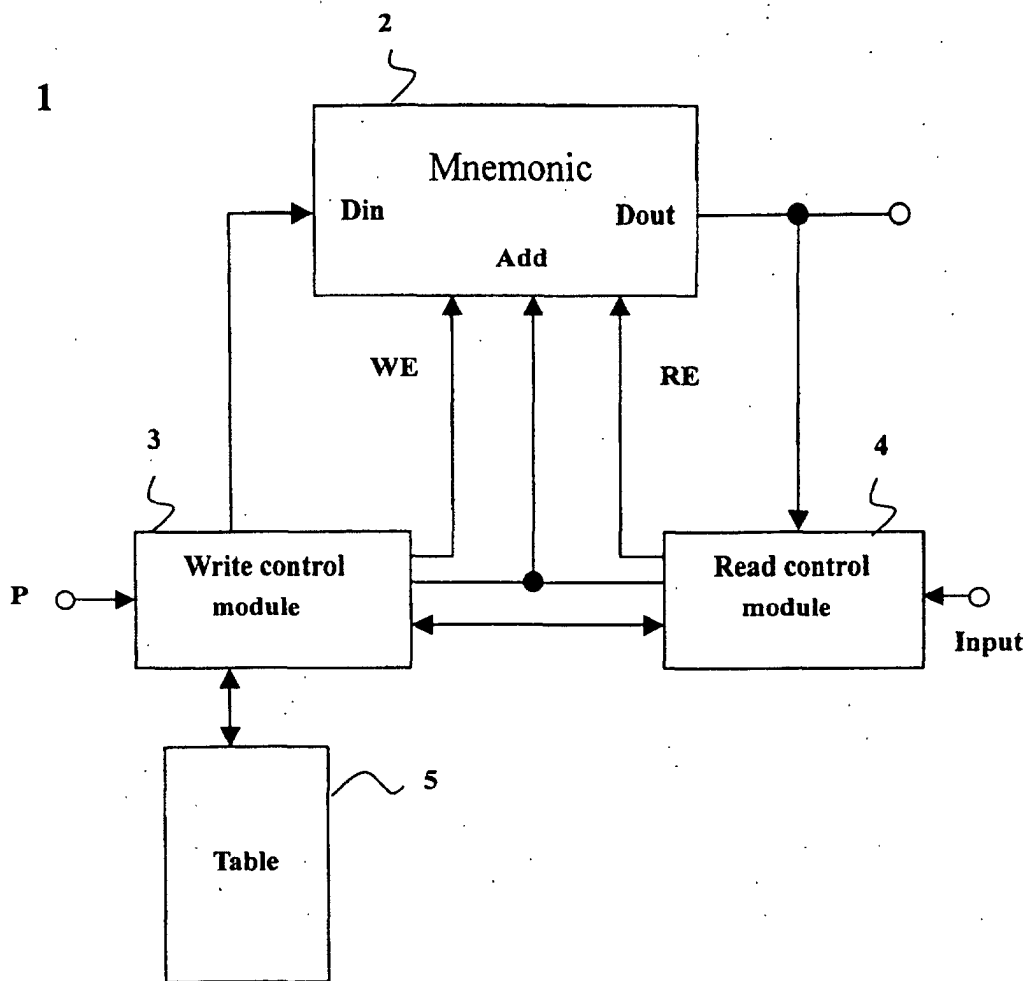 2
1
Mnemonic
Din
Dout
Add
WE
RE
3
4
Write control
module
Read control
module
P
Input
5
Table